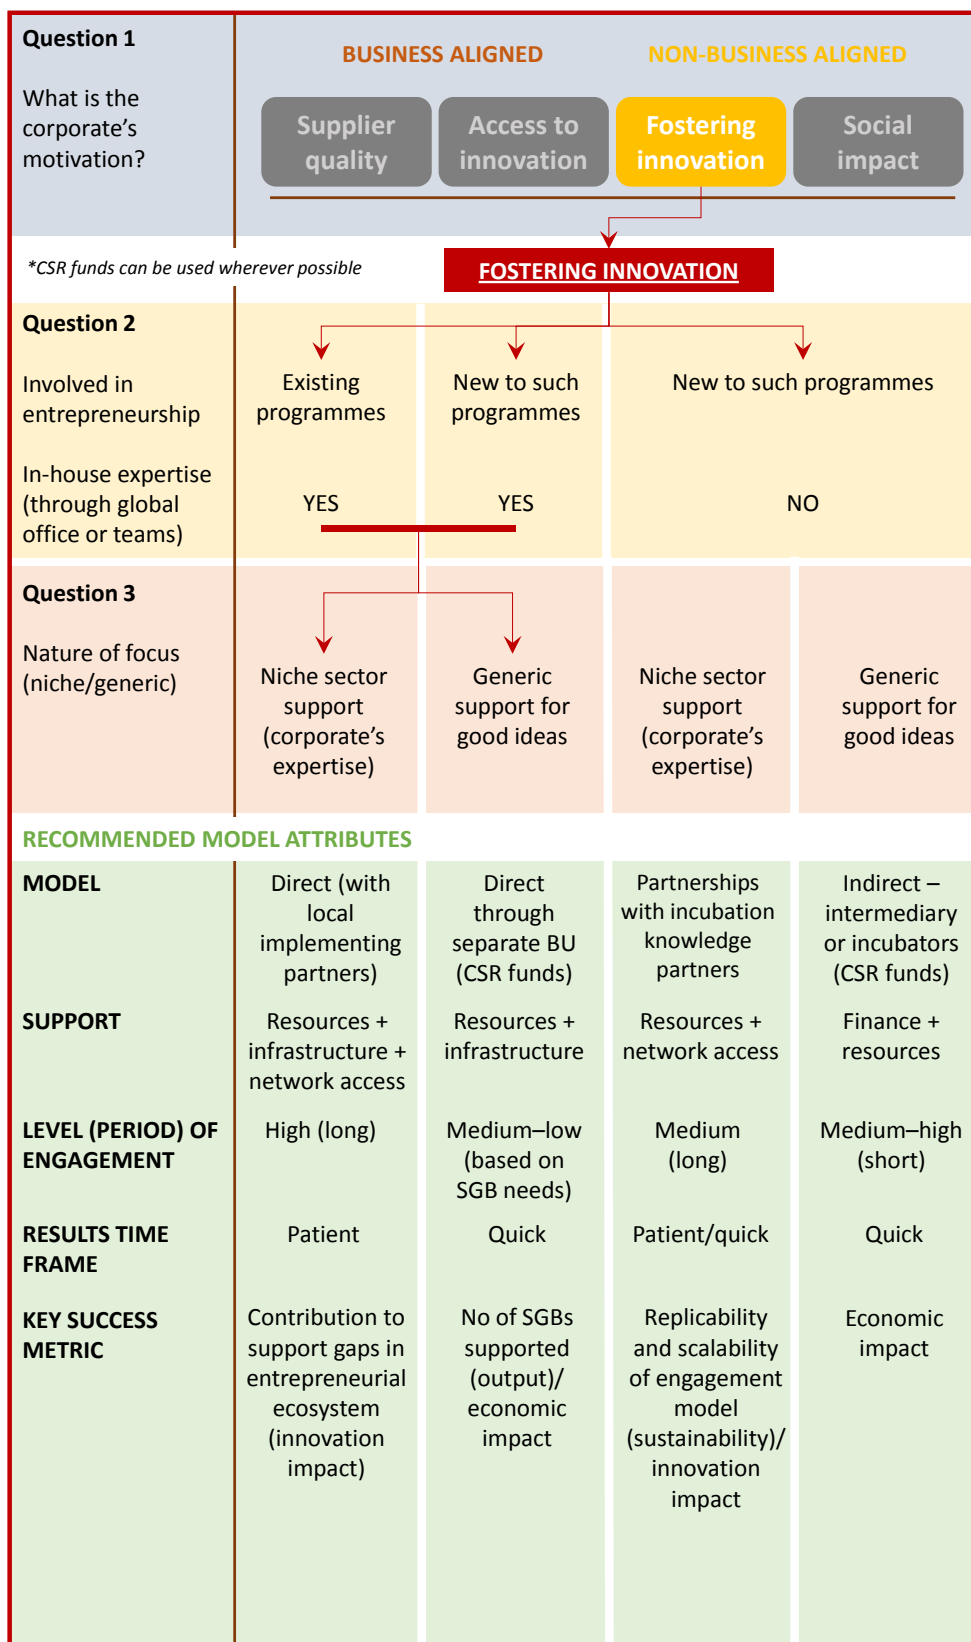 Question 1
What is the
corporate's
motivation?
BUSINESS ALIGNED
NON-BUSINESS ALIGNED
Supplier
quality
Access to
innovation
Fostering
innovation
Social
impact
*CSR funds can be used wherever possible
FOSTERING INNOVATION
Question 2
Involved in
entrepreneurship
Existing
programmes
New to such
programmes
New to such programmes
In-house expertise
(through global
office or teams)
YES
YES
NO
Question 3
Nature of focus
(niche/generic)
Niche sector
support
(corporate's
expertise)
Generic
support for
good ideas
Niche sector
support
(corporate's
expertise)
Generic
support for
good ideas
RECOMMENDED MODEL ATTRIBUTES
MODEL
Direct (with
local
implementing
partners)
Direct
through
separate BU
(CSR funds)
Partnerships
with incubation
knowledge
partners
Indirect –
intermediary
or incubators
(CSR funds)
SUPPORT
Resources +
infrastructure +
network access
Resources +
infrastructure
Resources +
network access
Finance +
resources
LEVEL (PERIOD) OF
ENGAGEMENT
High (long)
Medium–low
(based on
SGB needs)
Medium
(long)
Medium–high
(short)
RESULTS TIME
FRAME
Patient
Quick
Patient/quick
Quick
KEY SUCCESS
METRIC
Contribution to
support gaps in
entrepreneurial
ecosystem
(innovation
impact)
No of SGBs
supported
(output)/
economic
impact
Replicability
and scalability
of engagement
model
(sustainability)/
innovation
impact
Economic
impact